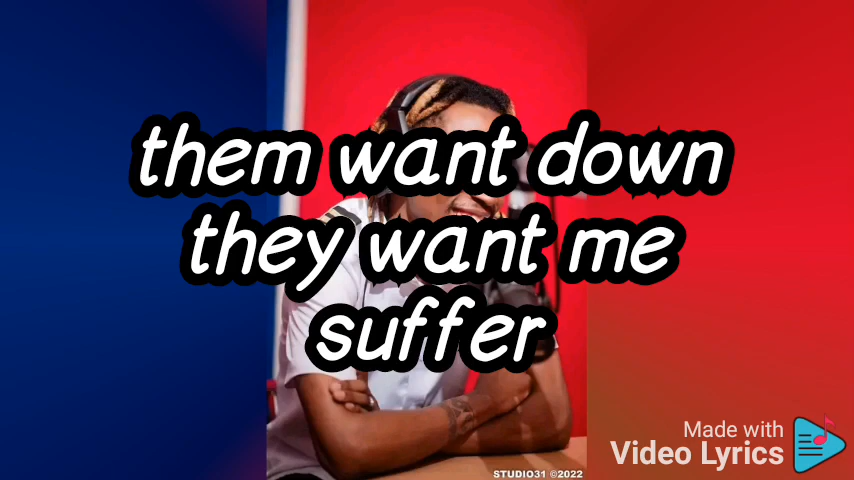 them want down
they want me
suffer
Made with
Video Lyrics
STUDIO31 ©2022